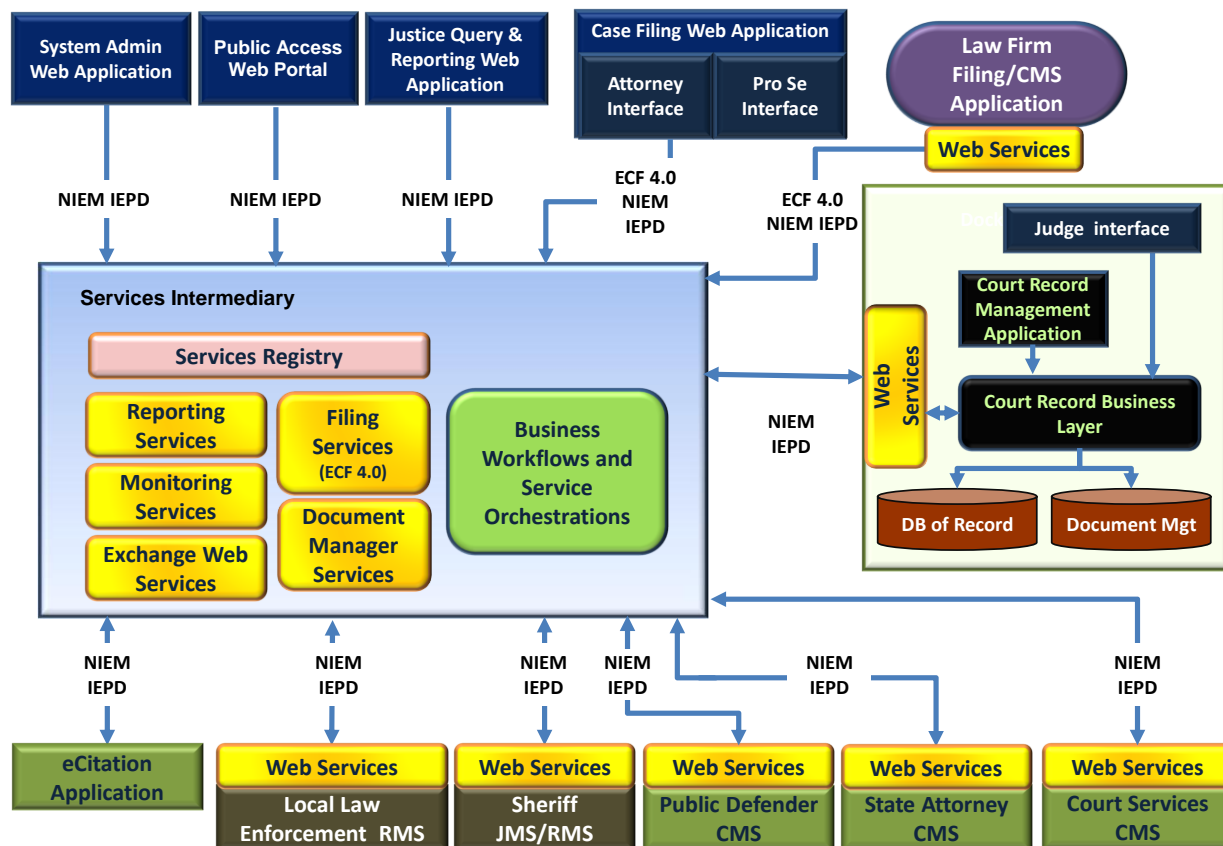 System Admin
Web Application
Public Access
Web Portal
Justice Query &
Reporting Web
Application
Case Filing Web Application
Attorney
Interface
Pro Se
Interface
Law Firm
Filing/CMS
Application
Web Services
NIEM IEPD
NIEM IEPD
NIEM IEPD
ECF 4.0
NIEM
IEPD
ECF 4.0
NIEM IEPD
Judge interface
Court Record
Management
Application
Web
Services
Court Record Business
Layer
DB of Record
Document Mgt
NIEM
IEPD
Services Intermediary
Services Registry
Reporting
Services
Monitoring
Services
Exchange Web
Services
Filing
Services
(ECF 4.0)
Document
Manager
Services
Business
Workflows and
Service
Orchestrations
NIEM
IEPD
NIEM
IEPD
NIEM
IEPD
NIEM
IEPD
NIEM
IEPD
NIEM
IEPD
eCitation
Application
Web Services
Local Law
Enforcement RMS
Web Services
Sheriff
JMS/RMS
Web Services
Public Defender
CMS
Web Services
State Attorney
CMS
Web Services
Court Services
CMS